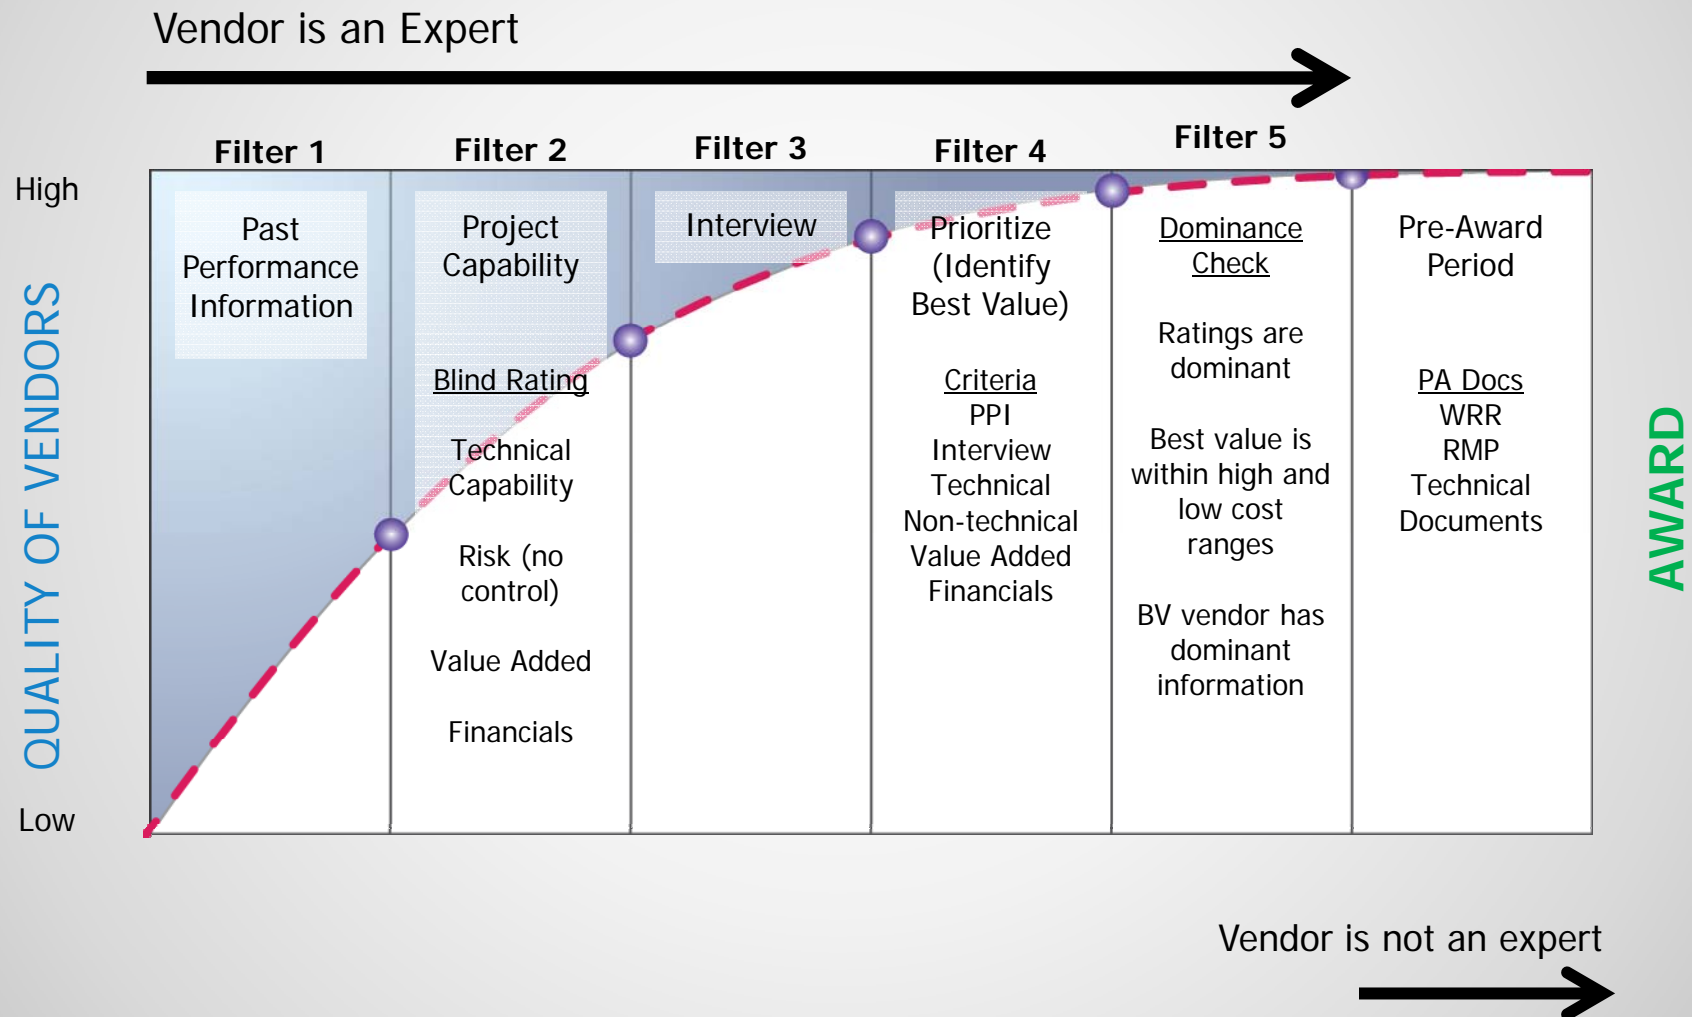 Vendor is an Expert
Filter 1
Filter 2
Filter 3
Filter 4
Filter 5
High
QUALITY OF VENDORS
Low
Past
Performance
Information
Project
Capability
Blind Rating
Technical
Capability
Risk (no
control)
Value Added
Financials
Interview
Prioritize
(Identify
Best Value)
Criteria
PPI
Interview
Technical
Non-technical
Value Added
Financials
Dominance
Check
Ratings are
dominant
Best value is
within high and
low cost
ranges
BV vendor has
dominant
information
Pre-Award
Period
PA Docs
WRR
RMP
Technical
Documents
AWARD
Vendor is not an expert